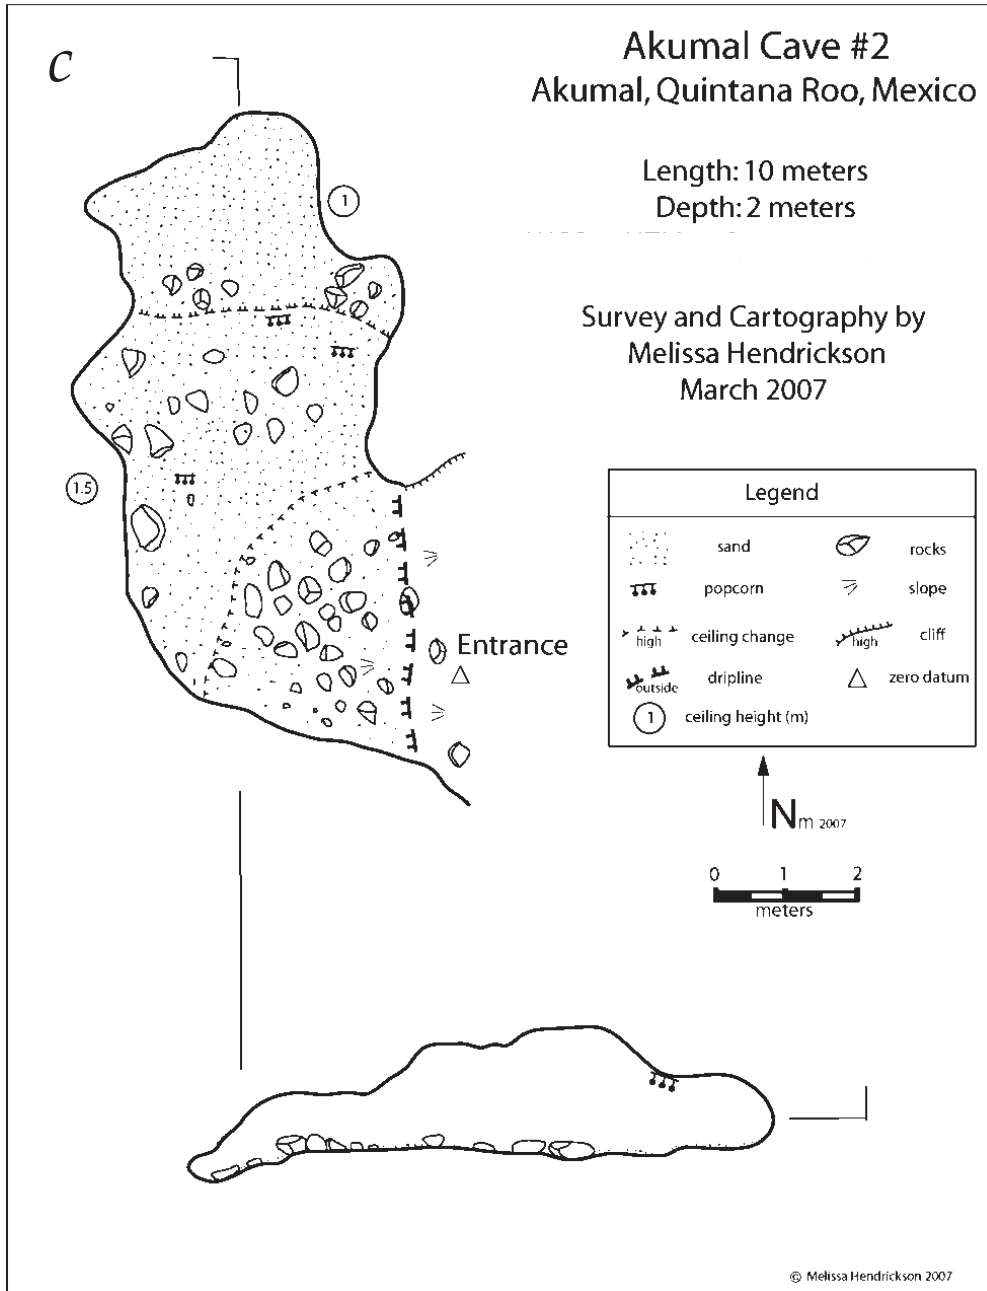 C
Akumal Cave #2
Akumal, Quintana Roo, Mexico
Length: 10 meters
Depth: 2 meters
Survey and Cartography by
Melissa Hendrickson
March 2007
1
1.5
Entrance
Legend
sand
rocks
popcorn
slope
high
ceiling change
high
cliff
outside
dripline
zero datum
1
ceiling height (m)
Nm 2007
0 1 2
meters
© Melissa Hendrickson 2007